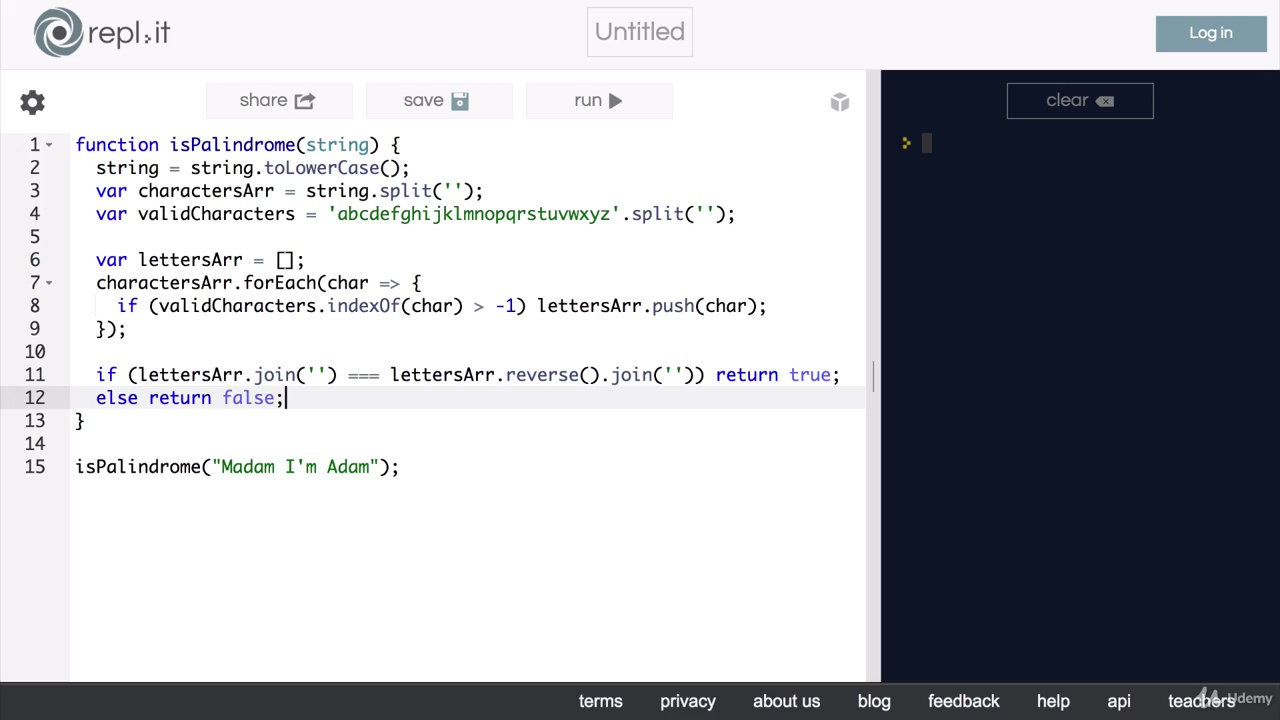 repl.it
Untitled
Log in
share
save
run
clear
1 function isPalindrome(string) {
2   string = string.toLowerCase();
3   var charactersArr = string.split('');
4   var validCharacters = 'abcdefghijklmnopqrstuvwxyz'.split('');
5
6   var lettersArr = [];
7   charactersArr.forEach(char => {
8     if (validCharacters.indexOf(char) > -1) lettersArr.push(char);
9   });
10
11   if (lettersArr.join('') === lettersArr.reverse().join('')) return true;
12   else return false;
13 }
14
15 isPalindrome("Madam I'm Adam");
terms privacy about us blog feedback help api teachers
Udemy